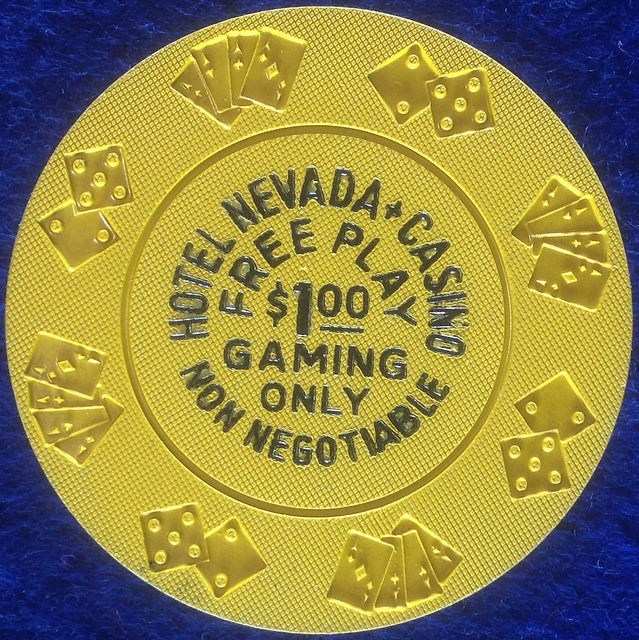 HOTEL NEVADA + CASINO
FREE PLAY
$1.00
GAMING
ONLY
NON NEGOTIABLE